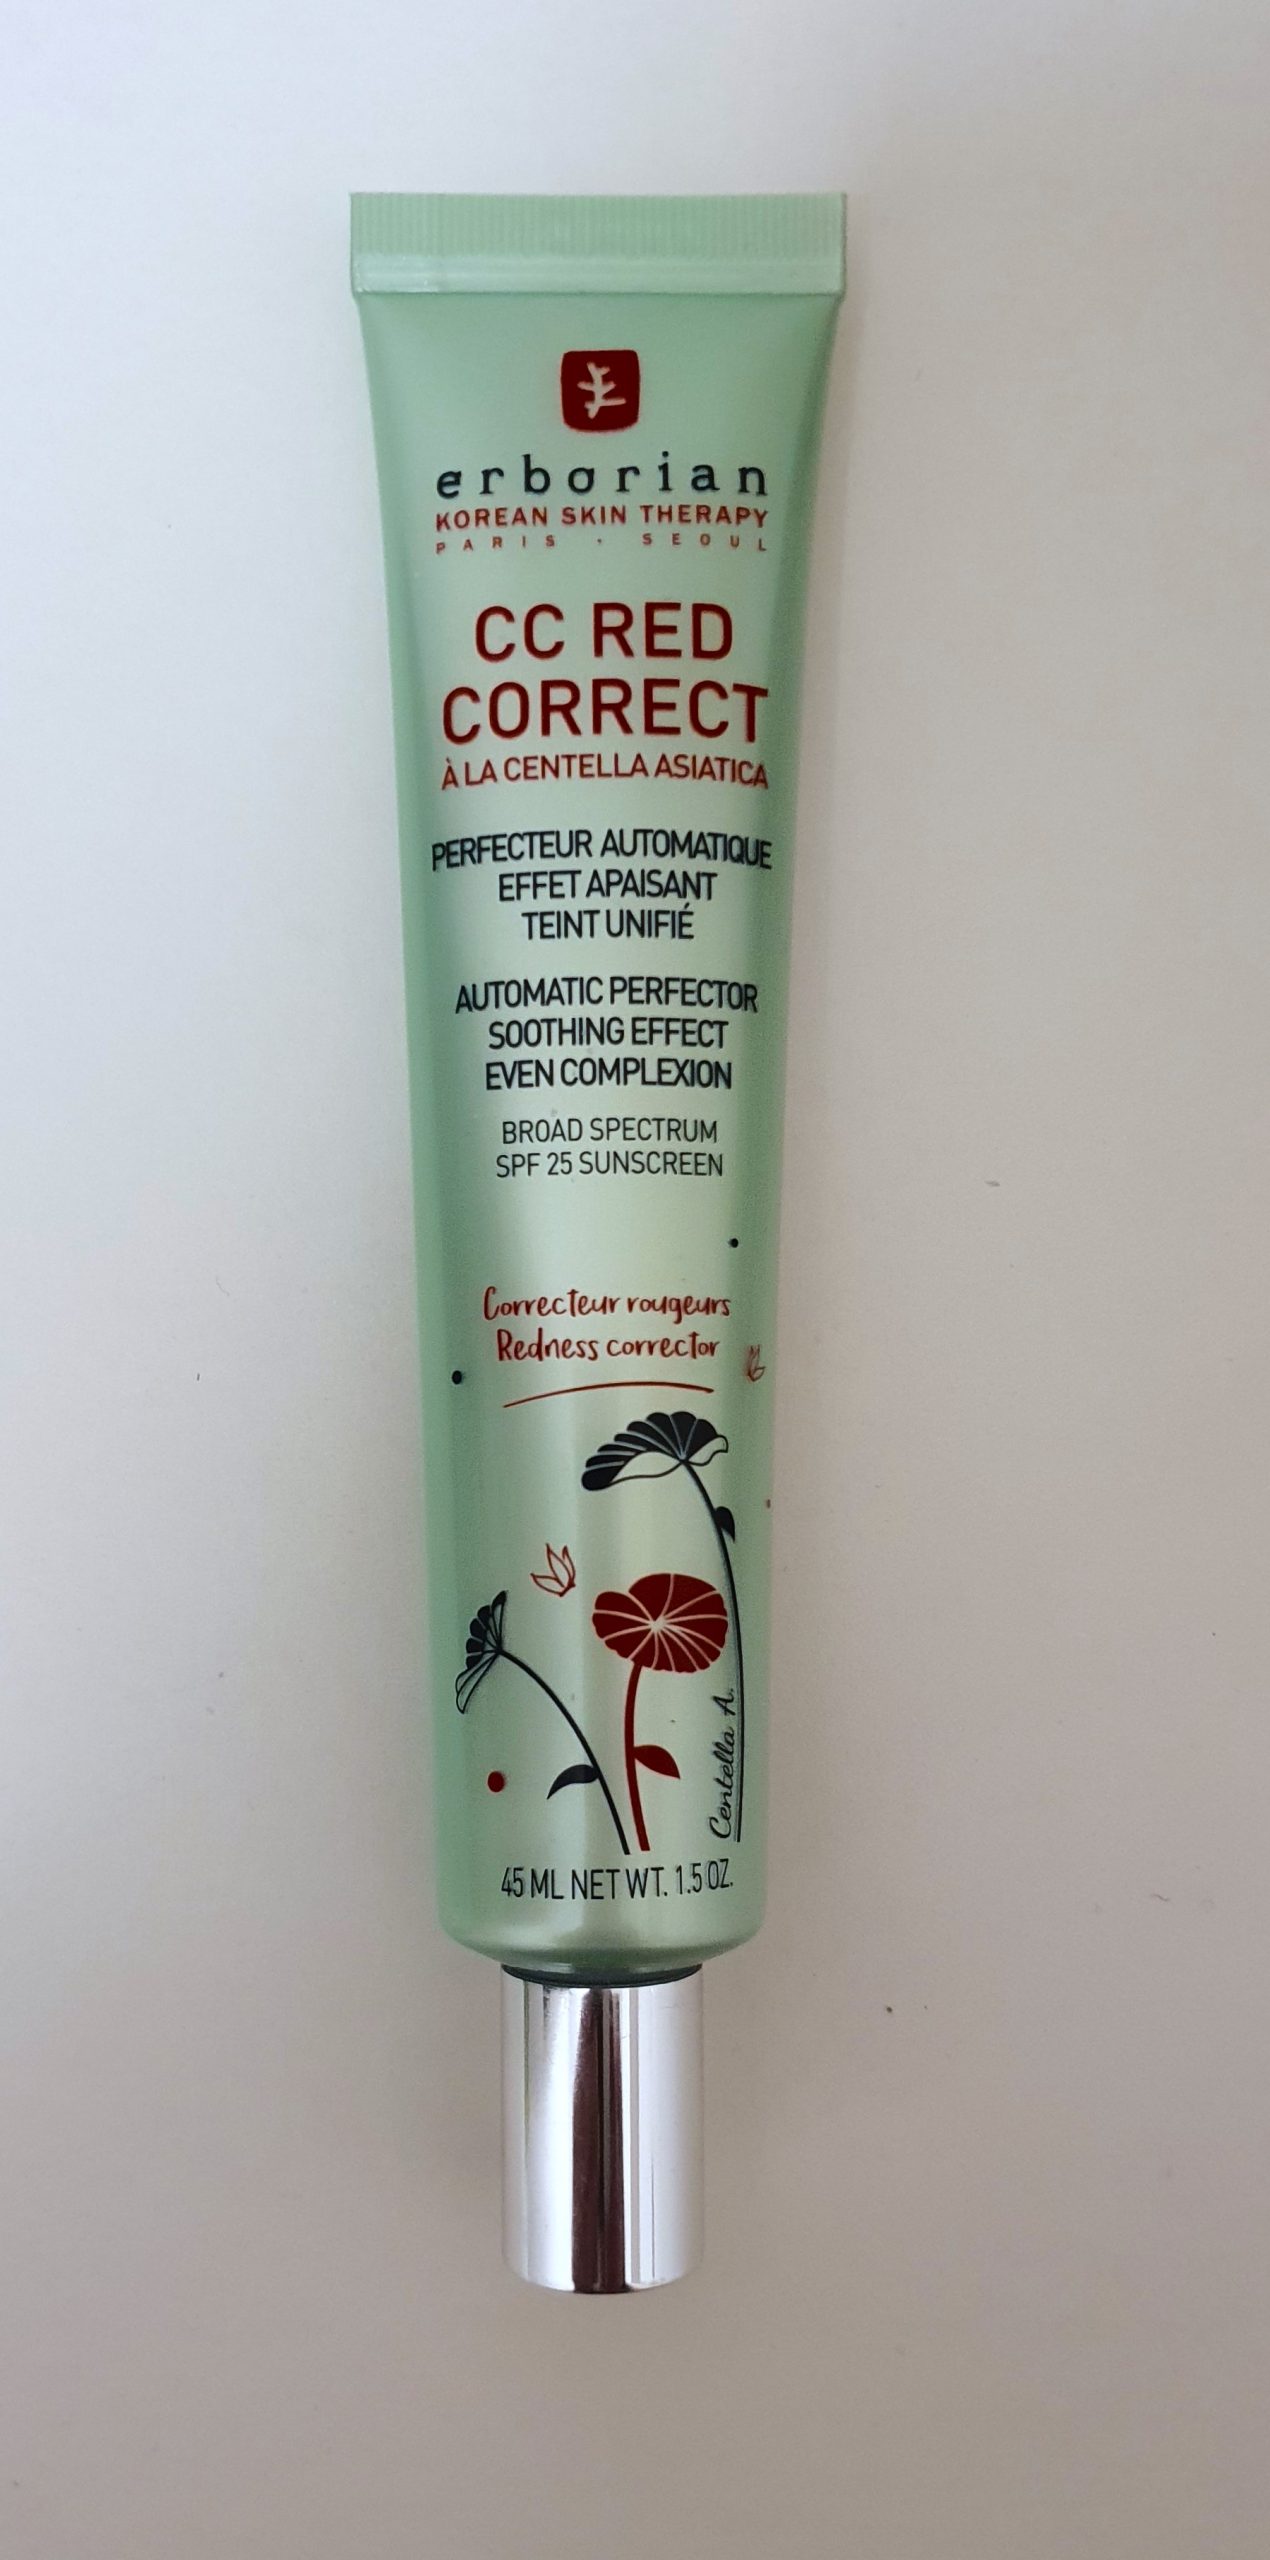 erborian
KOREAN SKIN THERAPY
PARIS · SEOUL
CC RED
CORRECT
À LA CENTELLA ASIATICA
PERFECTEUR AUTOMATIQUE
EFFET APAISANT
TEINT UNIFIÉ
AUTOMATIC PERFECTOR
SOOTHING EFFECT
EVEN COMPLEXION
BROAD SPECTRUM
SPF 25 SUNSCREEN
Correcteur rougeurs
Redness corrector
Centella A.
45 ML NET WT. 1.5 OZ.